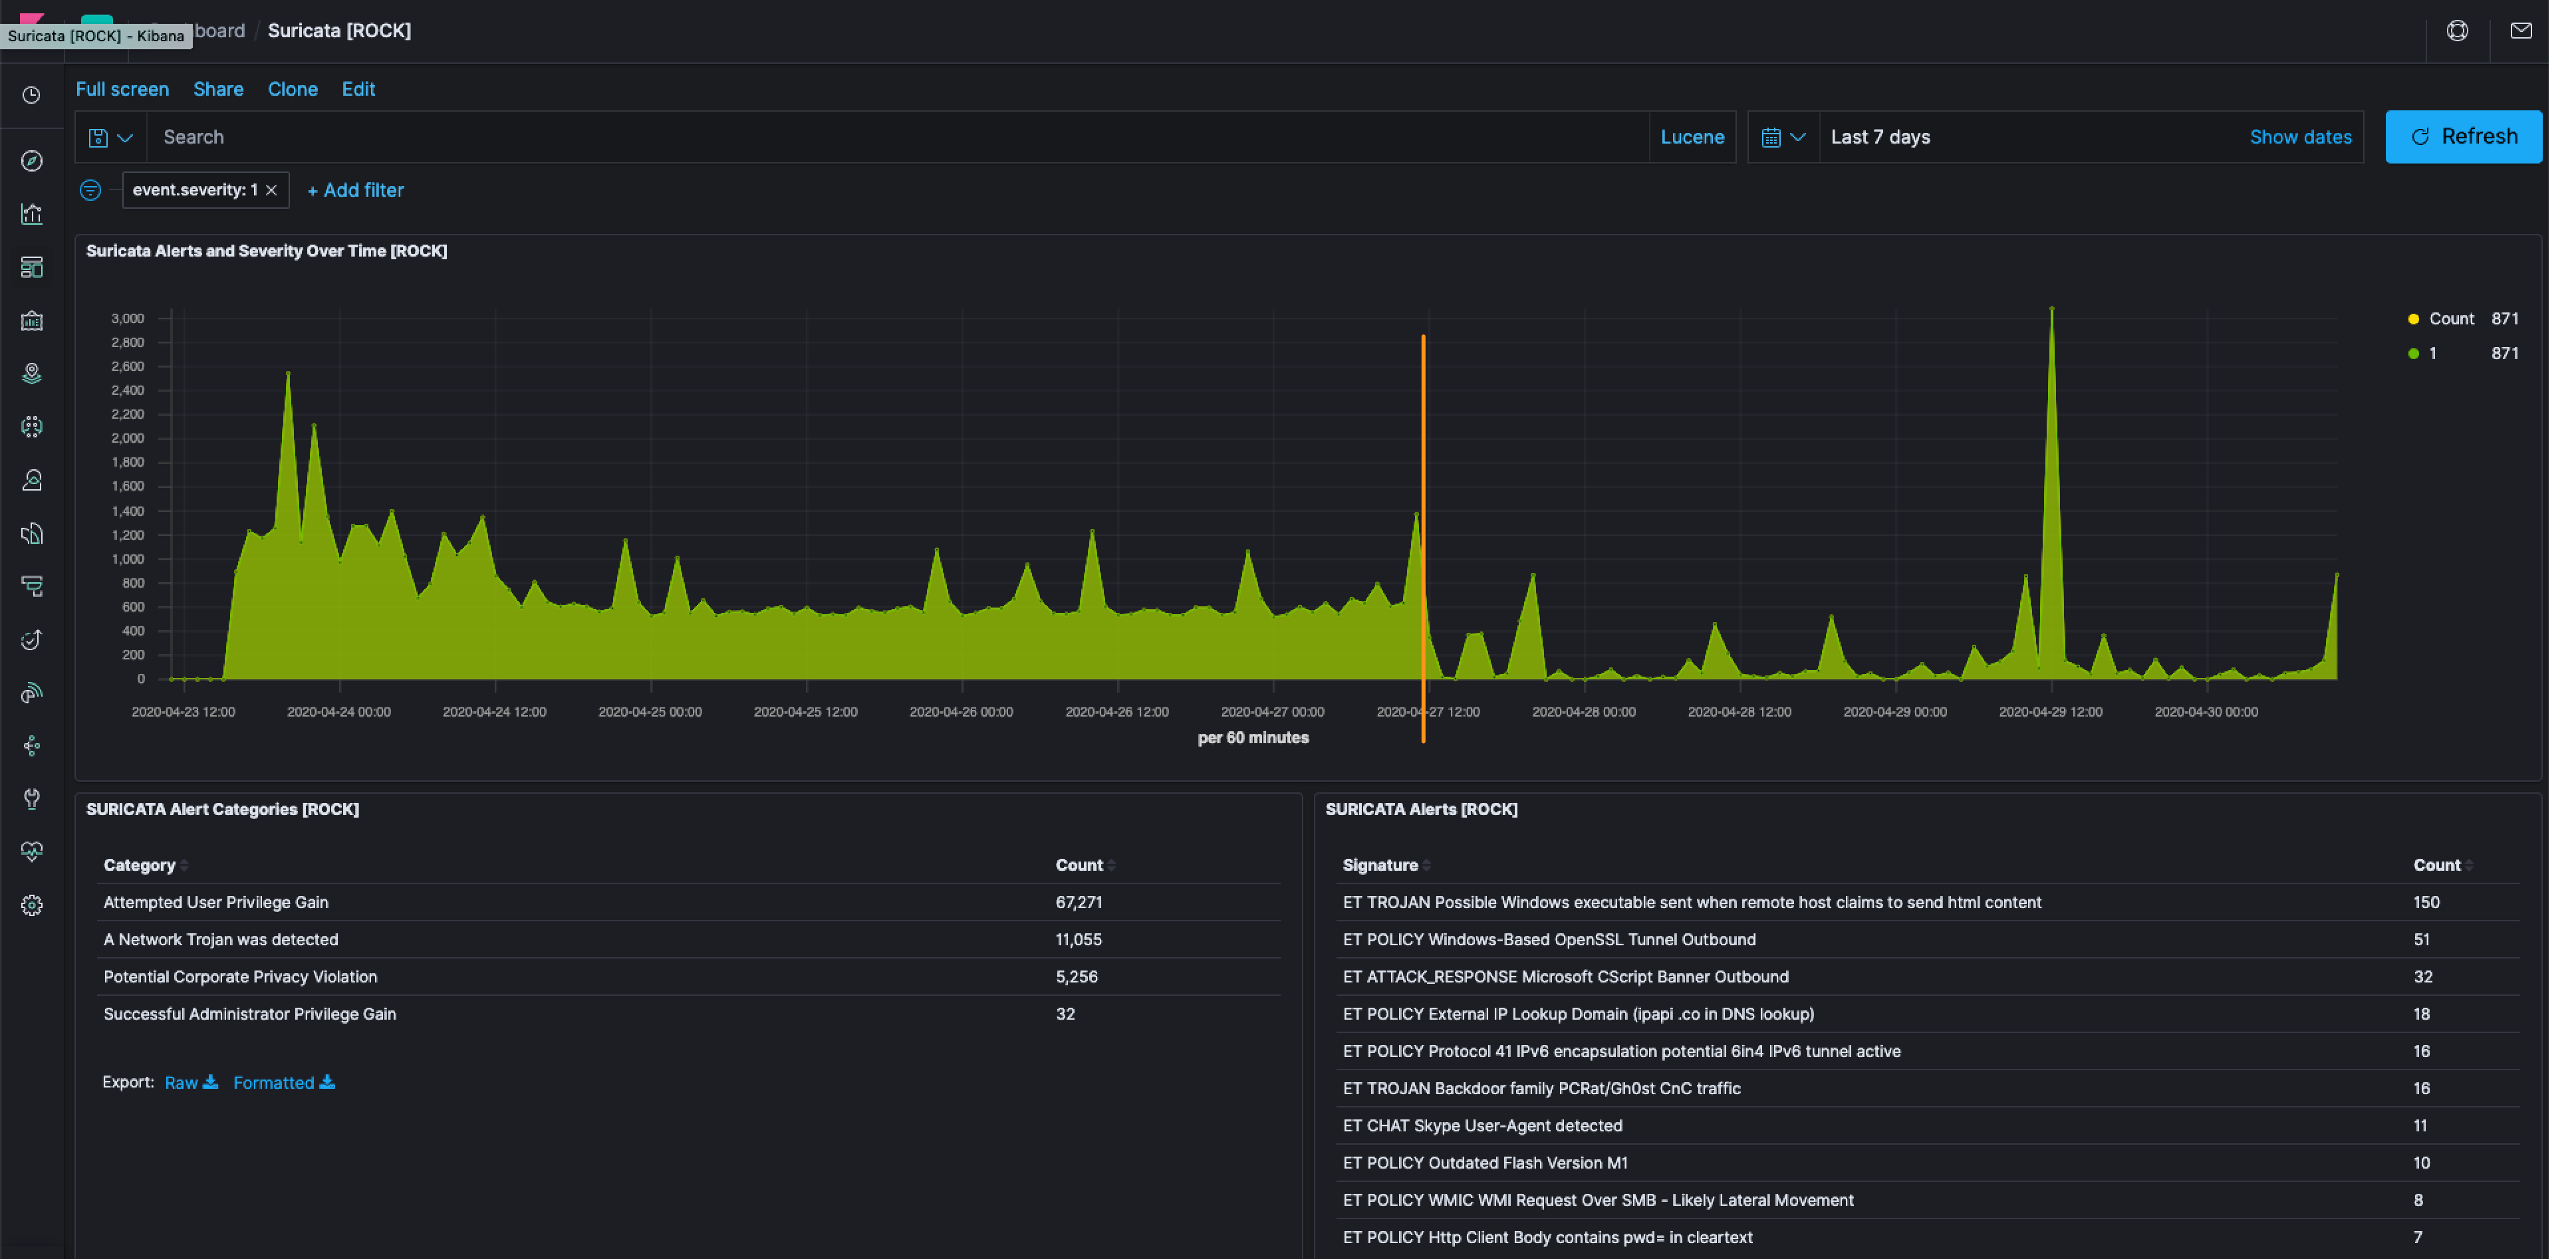 Suricata [ROCK] - Kibana
board / Suricata [ROCK]
Full screen Share Clone Edit
Search Lucene Last 7 days Show dates Refresh
event.severity: 1 × + Add filter
Suricata Alerts and Severity Over Time [ROCK]
3,000
2,800
2,600
2,400
2,200
2,000
1,800
1,600
1,400
1,200
1,000
800
600
400
200
0
Count 871
1 871
2020-04-23 12:00 2020-04-24 00:00 2020-04-24 12:00 2020-04-25 00:00 2020-04-25 12:00 2020-04-26 00:00 2020-04-26 12:00 2020-04-27 00:00 2020-04-27 12:00 2020-04-28 00:00 2020-04-28 12:00 2020-04-29 00:00 2020-04-29 12:00 2020-04-30 00:00
per 60 minutes
SURICATA Alert Categories [ROCK]
Category Count
Attempted User Privilege Gain 67,271
A Network Trojan was detected 11,055
Potential Corporate Privacy Violation 5,256
Successful Administrator Privilege Gain 32
Export: Raw Formatted
SURICATA Alerts [ROCK]
Signature Count
ET TROJAN Possible Windows executable sent when remote host claims to send html content 150
ET POLICY Windows-Based OpenSSL Tunnel Outbound 51
ET ATTACK_RESPONSE Microsoft CScript Banner Outbound 32
ET POLICY External IP Lookup Domain (ipapi .co in DNS lookup) 18
ET POLICY Protocol 41 IPv6 encapsulation potential 6in4 IPv6 tunnel active 16
ET TROJAN Backdoor family PCRat/Gh0st CnC traffic 16
ET CHAT Skype User-Agent detected 11
ET POLICY Outdated Flash Version M1 10
ET POLICY WMIC WMI Request Over SMB - Likely Lateral Movement 8
ET POLICY Http Client Body contains pwd= in cleartext 7